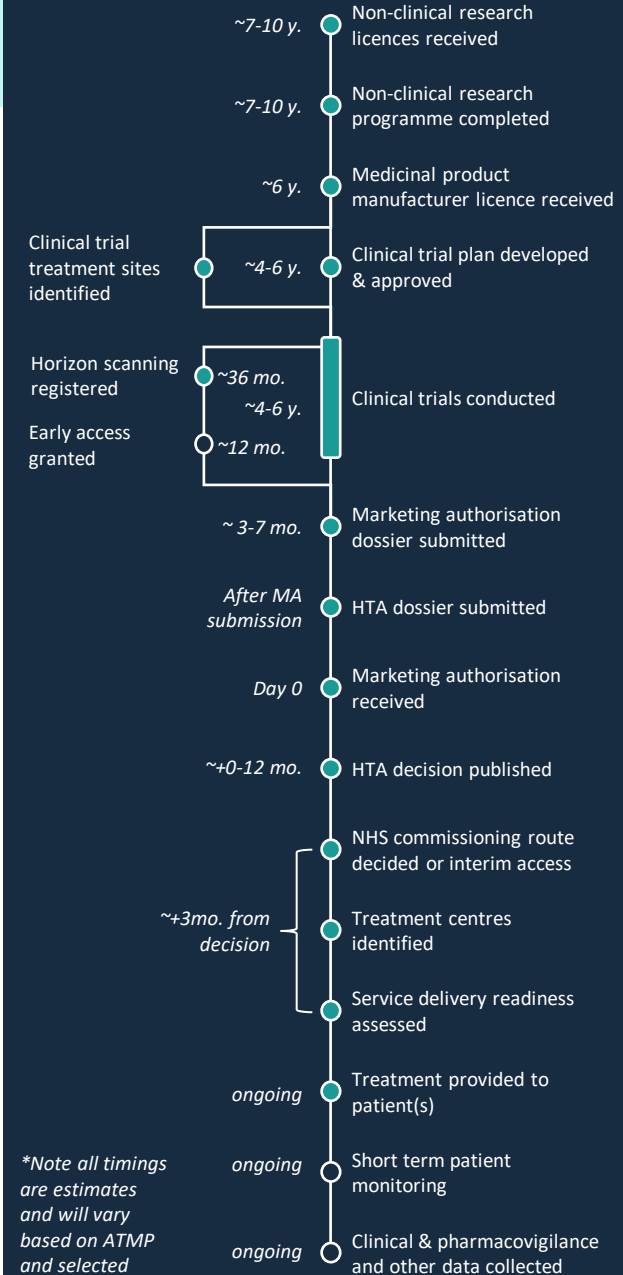 ~7-10 y.
Non-clinical research
licences received
~7-10 y.
Non-clinical research
programme completed
~6 y.
Medicinal product
manufacturer licence received
Clinical trial
treatment sites
identified
~4-6 y.
Clinical trial plan developed
& approved
Horizon scanning
registered
~36 mo.
~4-6 y.
Clinical trials conducted
Early access
granted
~12 mo.
~ 3-7 mo.
Marketing authorisation
dossier submitted
After MA
submission
HTA dossier submitted
Day 0
Marketing authorisation
received
~+0-12 mo.
HTA decision published
NHS commissioning route
decided or interim access
~+3mo. from
decision
Treatment centres
identified
Service delivery readiness
assessed
ongoing
Treatment provided to
patient(s)
ongoing
Short term patient
monitoring
ongoing
Clinical & pharmacovigilance
and other data collected
*Note all timings
are estimates
and will vary
based on ATMP
and selected